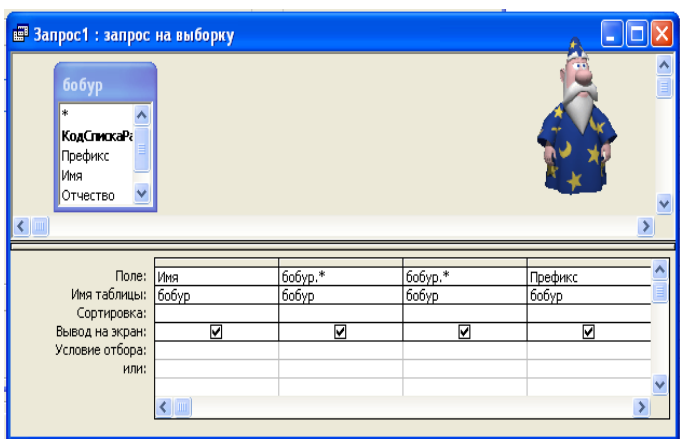 Запрос1 : запрос на выборку
бобур
*
КодСпискаРа
Префикс
Имя
Отчество
Поле: Имя бобур.* бобур.* Префикс
Имя таблицы: бобур бобур бобур бобур
Сортировка:
Вывод на экран:
Условие отбора:
или: